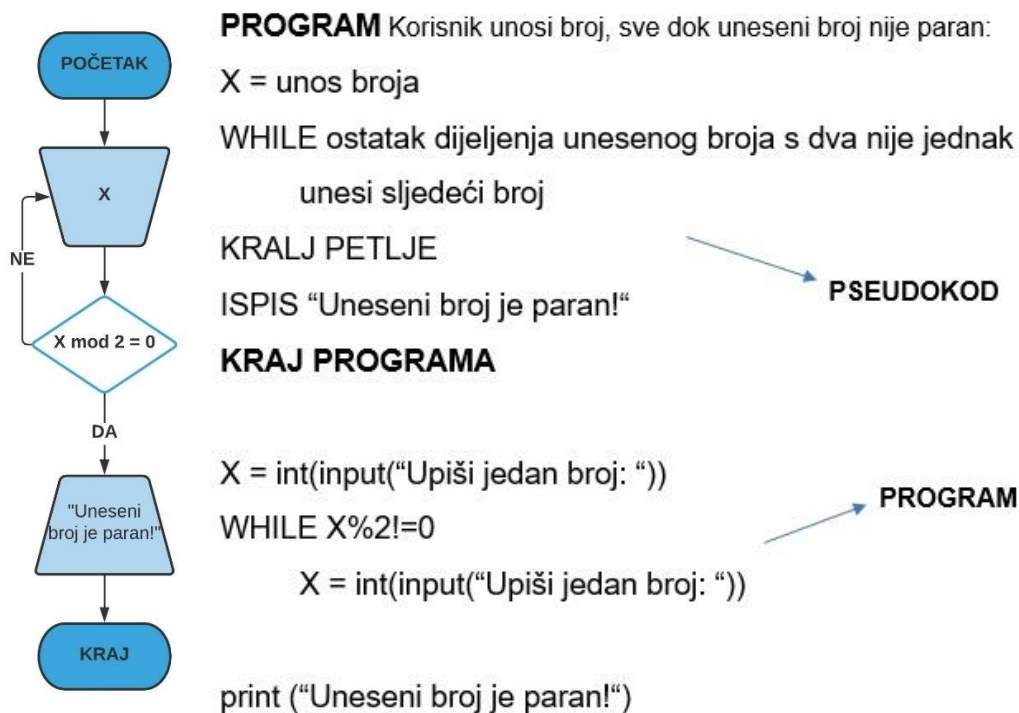 POČETAK
X
NE
X mod 2 = 0
DA
"Uneseni
broj je paran!"
KRAJ
PROGRAM Korisnik unosi broj, sve dok uneseni broj nije paran:
X = unos broja
WHILE ostatak dijeljenja unesenog broja s dva nije jednak
unesi sljedeći broj
KRALJ PETLJE
ISPIS “Uneseni broj je paran!“
KRAJ PROGRAMA
PSEUDOKOD
X = int(input(“Upiši jedan broj: “))
WHILE X%2!=0
X = int(input(“Upiši jedan broj: “))
print (“Uneseni broj je paran!“)
PROGRAM